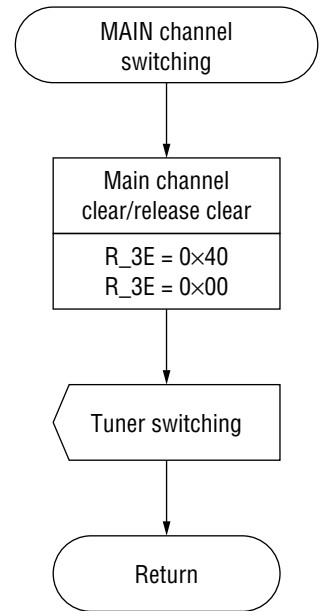 MAIN channel
switching
Main channel
clear/release clear
R_3E = 0×40
R_3E = 0×00
Tuner switching
Return